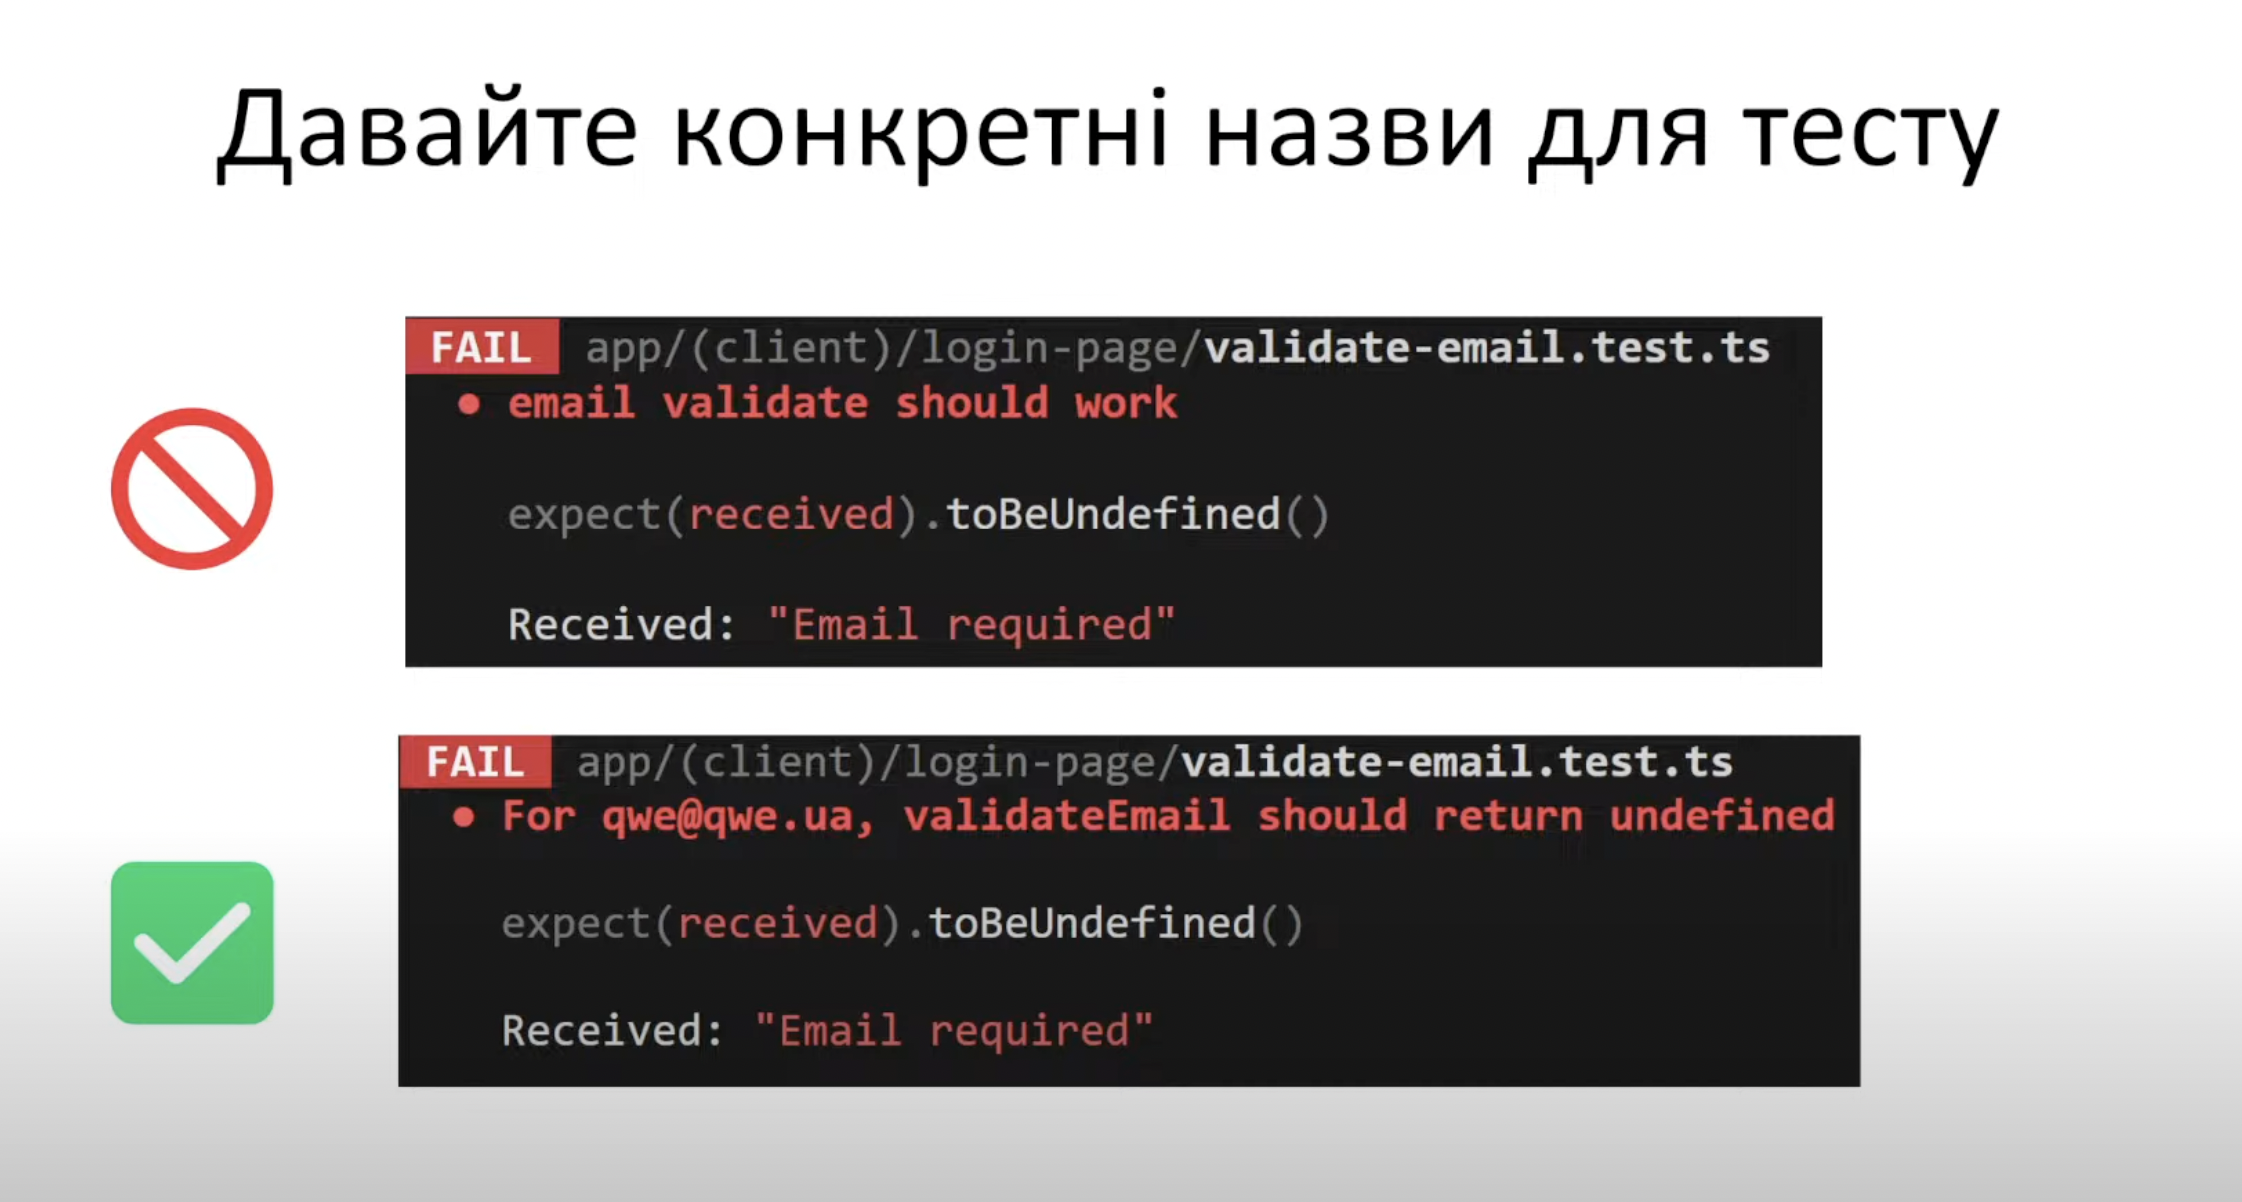 Давайте конкретні назви для тесту
FAIL app/(client)/login-page/validate-email.test.ts
● email validate should work
expect(received).toBeUndefined()
Received: "Email required"
FAIL app/(client)/login-page/validate-email.test.ts
● For qwe@qwe.ua, validateEmail should return undefined
expect(received).toBeUndefined()
Received: "Email required"